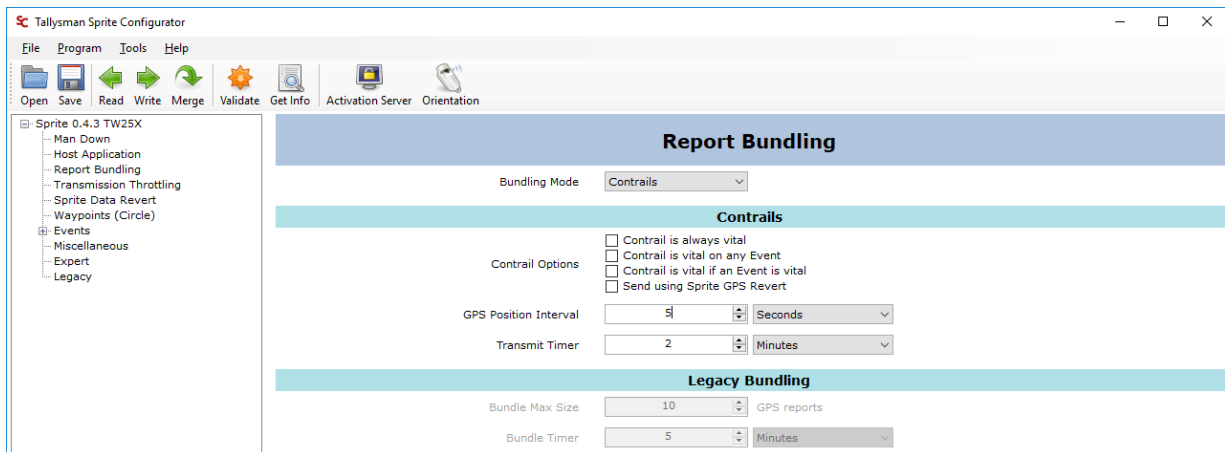 SC Tallysman Sprite Configurator
File Program Tools Help
Open Save Read Write Merge Validate Get Info Activation Server Orientation
Sprite 0.4.3 TW25X
Man Down
Host Application
Report Bundling
Transmission Throttling
Sprite Data Revert
Waypoints (Circle)
Events
Miscellaneous
Expert
Legacy
Report Bundling
Bundling Mode Contrails
Contrails
Contrail Options
Contrail is always vital
Contrail is vital on any Event
Contrail is vital if an Event is vital
Send using Sprite GPS Revert
GPS Position Interval 5 Seconds
Transmit Timer 2 Minutes
Legacy Bundling
Bundle Max Size 10 GPS reports
Bundle Timer 5 Minutes